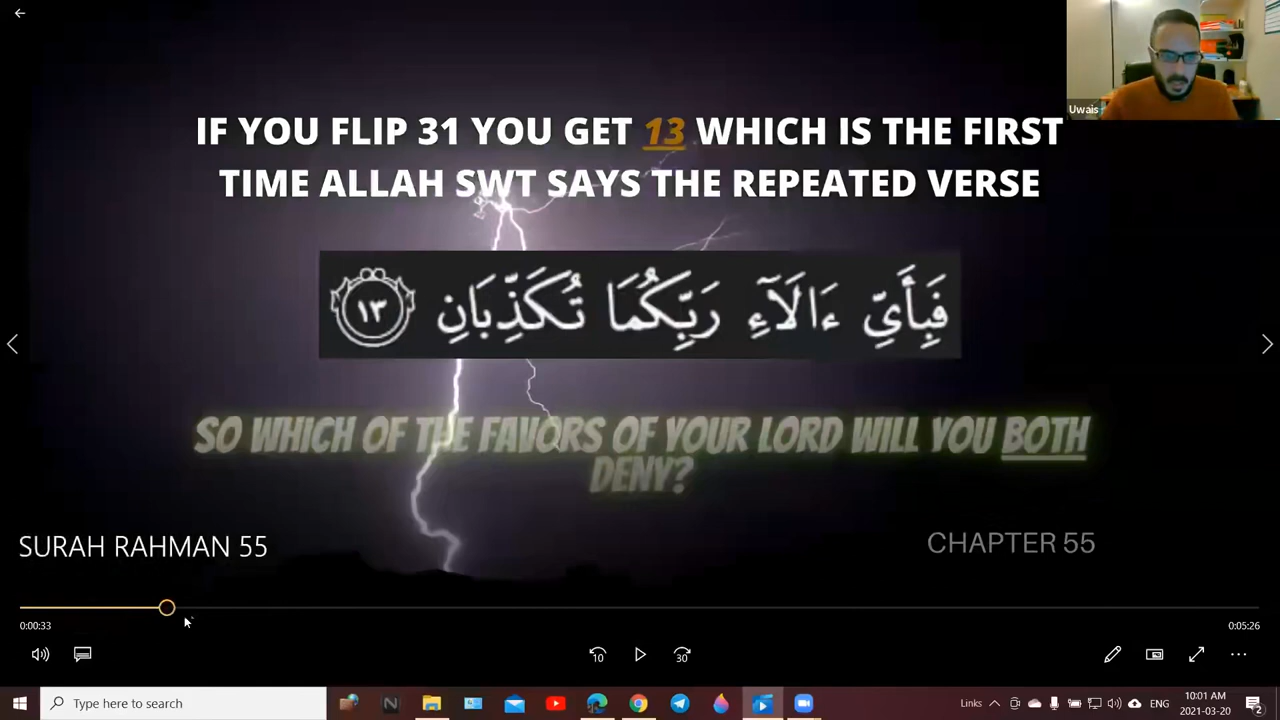 Uwais
IF YOU FLIP 31 YOU GET 13 WHICH IS THE FIRST
TIME ALLAH SWT SAYS THE REPEATED VERSE
فَبِأَيِّ ءَالَآءِ رَبِّكُمَا تُكَذِّبَانِ ١٣
SO WHICH OF THE FAVORS OF YOUR LORD WILL YOU BOTH
DENY?
SURAH RAHMAN 55
CHAPTER 55
0:00:33
0:05:26
10
30
Type here to search
Links
ENG
10:01 AM
2021-03-20
2